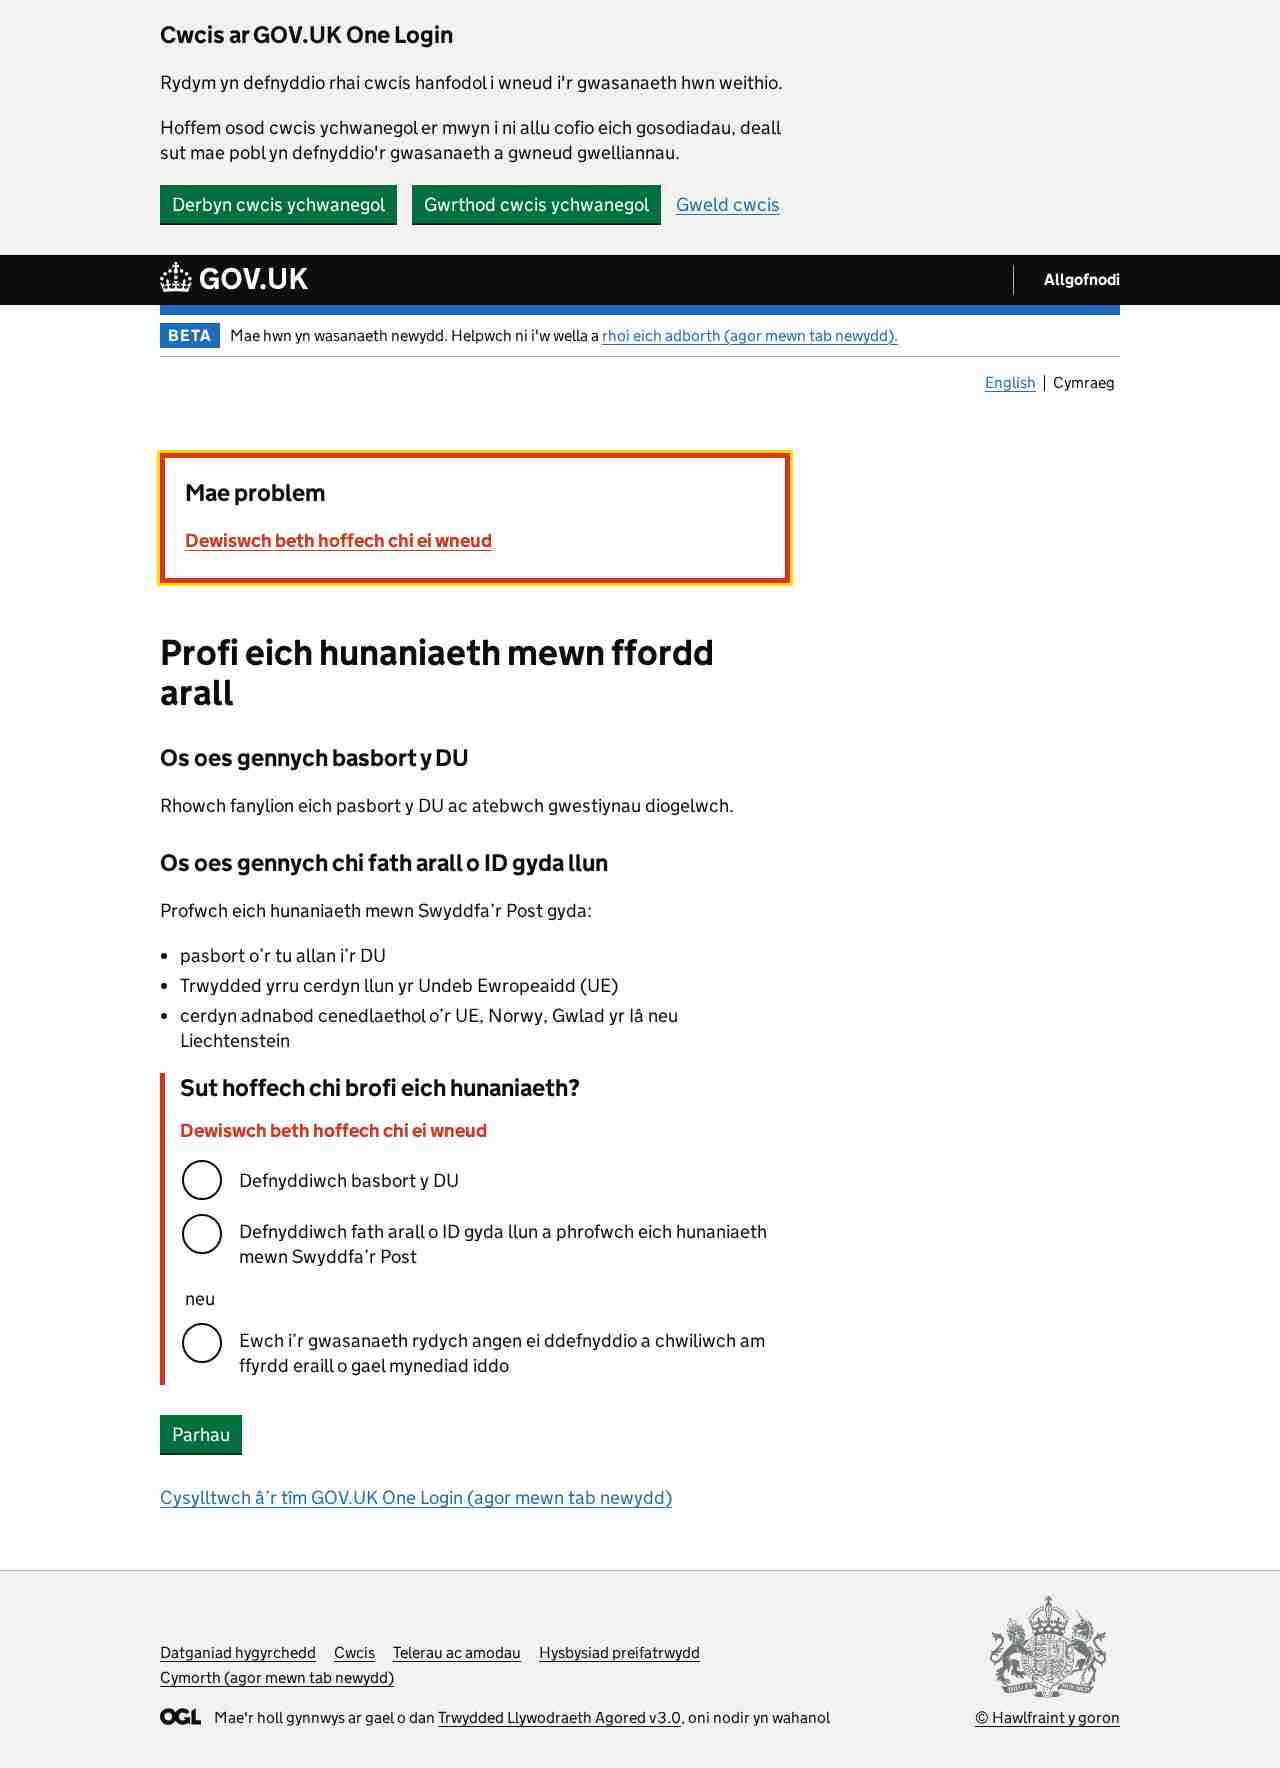 Cwcis ar GOV.UK One Login
Rydym yn defnyddio rhai cwcis hanfodol i wneud i'r gwasanaeth hwn weithio.
Hoffem osod cwcis ychwanegol er mwyn i ni allu cofio eich gosodiadau, deall
sut mae pobl yn defnyddio'r gwasanaeth a gwneud gwelliannau.
Derbyn cwcis ychwanegol Gwrthod cwcis ychwanegol Gweld cwcis
GOV.UK Allgofnodi
BETA Mae hwn yn wasanaeth newydd. Helpwch ni i'w wella a rhoi eich adborth (agor mewn tab newydd).
English Cymraeg
Mae problem
Dewiswch beth hoffech chi ei wneud
Profi eich hunaniaeth mewn ffordd
arall
Os oes gennych basbort y DU
Rhowch fanylion eich pasbort y DU ac atebwch gwestiynau diogelwch.
Os oes gennych chi fath arall o ID gyda llun
Profwch eich hunaniaeth mewn Swyddfa’r Post gyda:
• pasbort o’r tu allan i’r DU
• Trwydded yrru cerdyn llun yr Undeb Ewropeaidd (UE)
• cerdyn adnabod cenedlaethol o’r UE, Norwy, Gwlad yr Iâ neu
Liechtenstein
Sut hoffech chi brofi eich hunaniaeth?
Dewiswch beth hoffech chi ei wneud
Defnyddiwch basbort y DU
Defnyddiwch fath arall o ID gyda llun a phrofwch eich hunaniaeth
mewn Swyddfa’r Post
neu
Ewch i’r gwasanaeth rydych angen ei ddefnyddio a chwiliwch am
ffyrdd eraill o gael mynediad iddo
Parhau
Cysylltwch â’r tîm GOV.UK One Login (agor mewn tab newydd)
Datganiad hygyrchedd Cwcis Telerau ac amodau Hysbysiad preifatrwydd
Cymorth (agor mewn tab newydd)
OGL Mae'r holl gynnwys ar gael o dan Trwydded Llywodraeth Agored v3.0, oni nodir yn wahanol
© Hawlfraint y goron